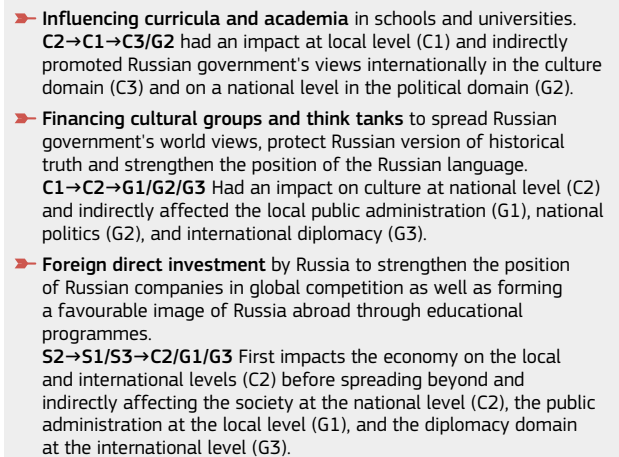 Influencing curricula and academia in schools and universities.
C2→C1→C3/G2 had an impact at local level (C1) and indirectly
promoted Russian government's views internationally in the culture
domain (C3) and on a national level in the political domain (G2).
Financing cultural groups and think tanks to spread Russian
government's world views, protect Russian version of historical
truth and strengthen the position of the Russian language.
C1→C2→G1/G2/G3 Had an impact on culture at national level (C2)
and indirectly affected the local public administration (G1), national
politics (G2), and international diplomacy (G3).
Foreign direct investment by Russia to strengthen the position
of Russian companies in global competition as well as forming
a favourable image of Russia abroad through educational
programmes.
S2→S1/S3→C2/G1/G3 First impacts the economy on the local
and international levels (C2) before spreading beyond and
indirectly affecting the society at the national level (C2), the public
administration at the local level (G1), and the diplomacy domain
at the international level (G3).